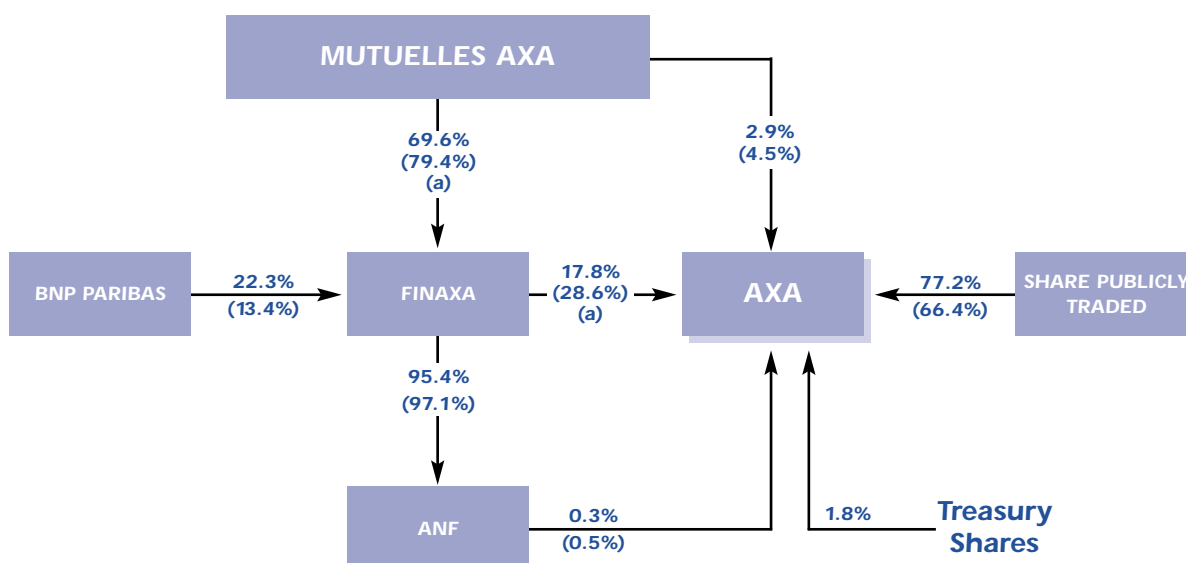 MUTUELLES AXA
69.6%
(79.4%)
(a)
2.9%
(4.5%)
BNP PARIBAS
22.3%
(13.4%)
FINAXA
17.8%
(28.6%)
(a)
AXA
77.2%
(66.4%)
SHARE PUBLICLY
TRADED
95.4%
(97.1%)
ANF
0.3%
(0.5%)
1.8%
Treasury
Shares